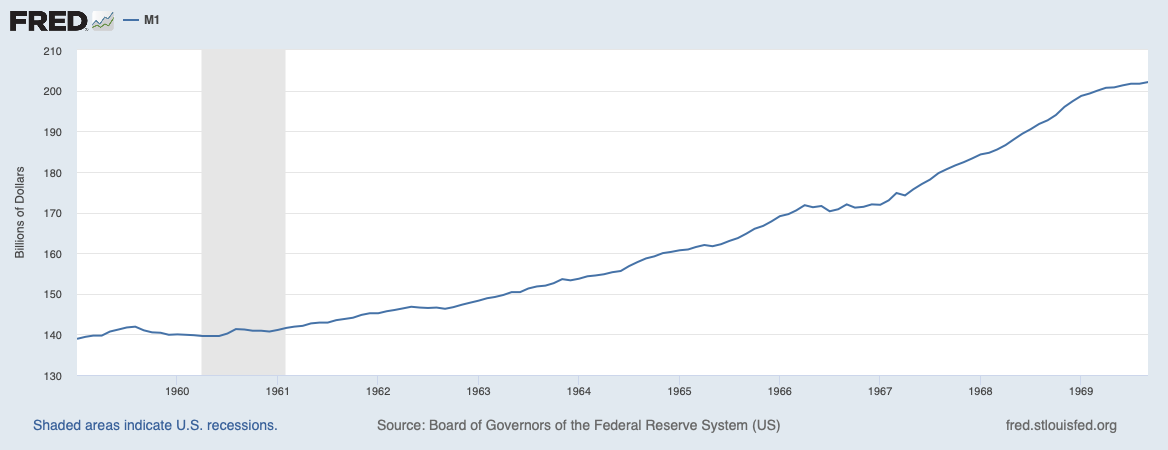 FRED M1
Billions of Dollars
210
200
190
180
170
160
150
140
130
1960 1961 1962 1963 1964 1965 1966 1967 1968 1969
Shaded areas indicate U.S. recessions. Source: Board of Governors of the Federal Reserve System (US) fred.stlouisfed.org